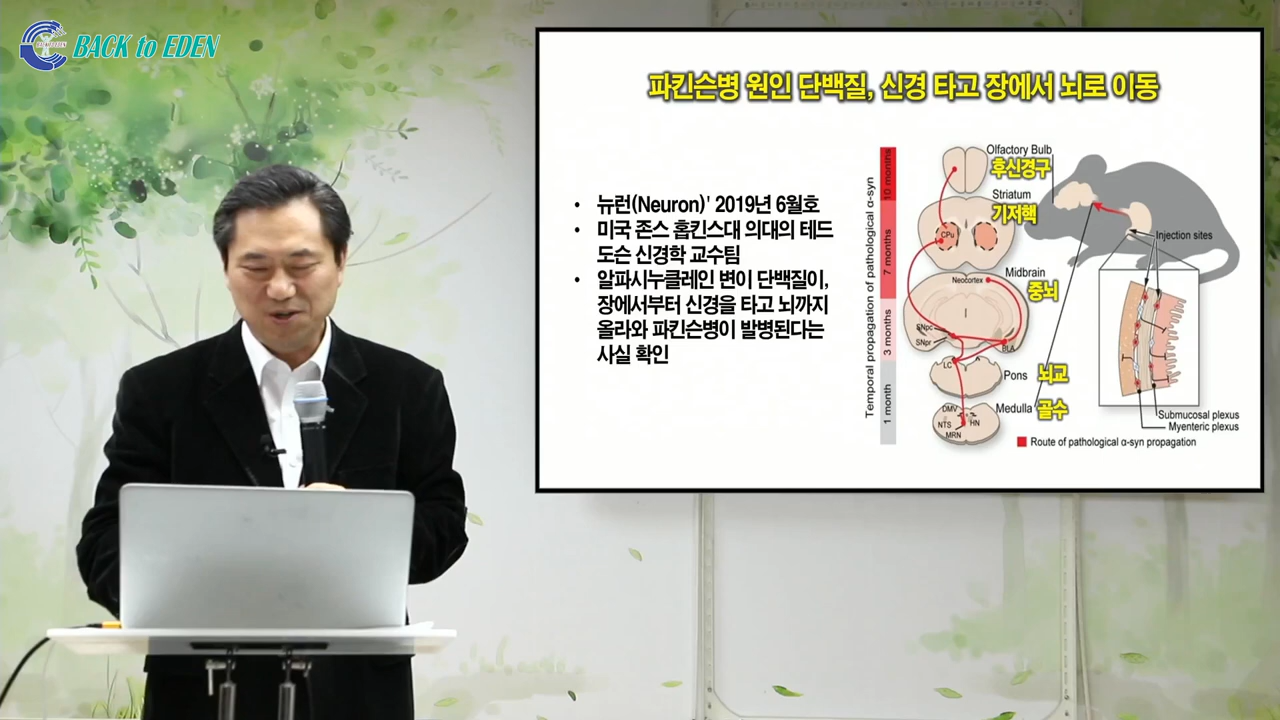 BACK to EDEN
파킨슨병 원인 단백질, 신경 타고 장에서 뇌로 이동
• 뉴런(Neuron)' 2019년 6월호
• 미국 존스 홉킨스대 의대의 테드
도슨 신경학 교수팀
• 알파시누클레인 변이 단백질이,
장에서부터 신경을 타고 뇌까지
올라와 파킨슨병이 발병된다는
사실 확인
Temporal propagation of pathological α-syn
10 months
7 months
3 months
1 month
Olfactory Bulb
후신경구
Striatum
기저핵
CPu
Injection sites
Midbrain
중뇌
Neocortex
SNpc
SNpr
BLA
LC
Pons
뇌교
Medulla
골수
DMV
NTS
HN
MRN
Submucosal plexus
Myenteric plexus
Route of pathological α-syn propagation